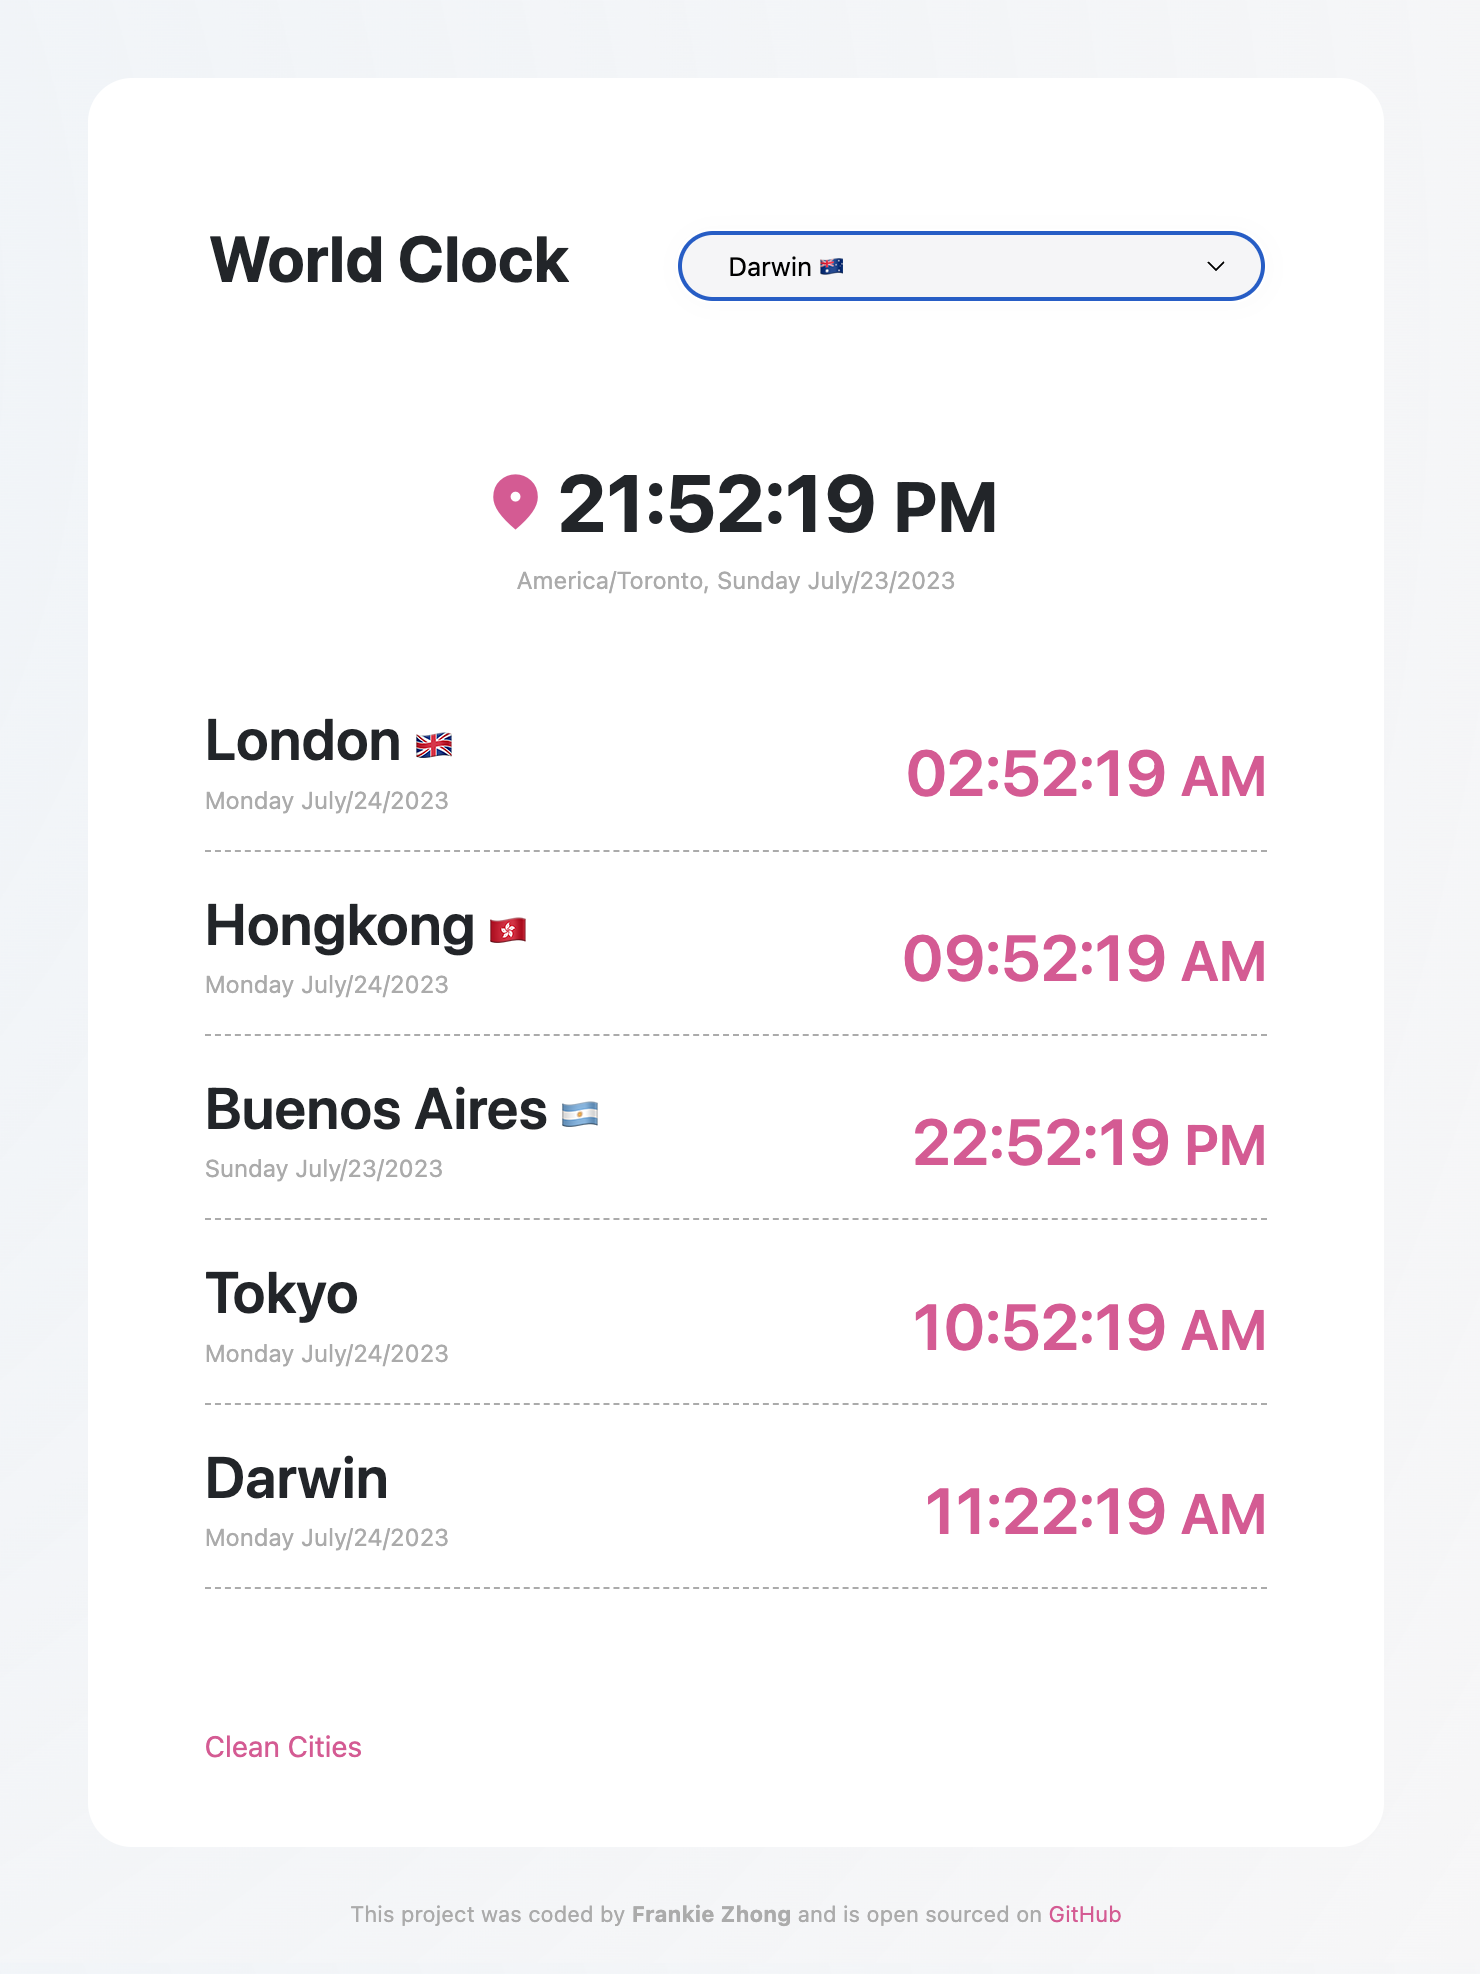 World Clock
Darwin 🇦🇺
21:52:19 PM
America/Toronto, Sunday July/23/2023
London 🇬🇧
02:52:19 AM
Monday July/24/2023
Hongkong 🇭🇰
09:52:19 AM
Monday July/24/2023
Buenos Aires 🇦🇷
22:52:19 PM
Sunday July/23/2023
Tokyo
10:52:19 AM
Monday July/24/2023
Darwin
11:22:19 AM
Monday July/24/2023
Clean Cities
This project was coded by Frankie Zhong and is open sourced on GitHub